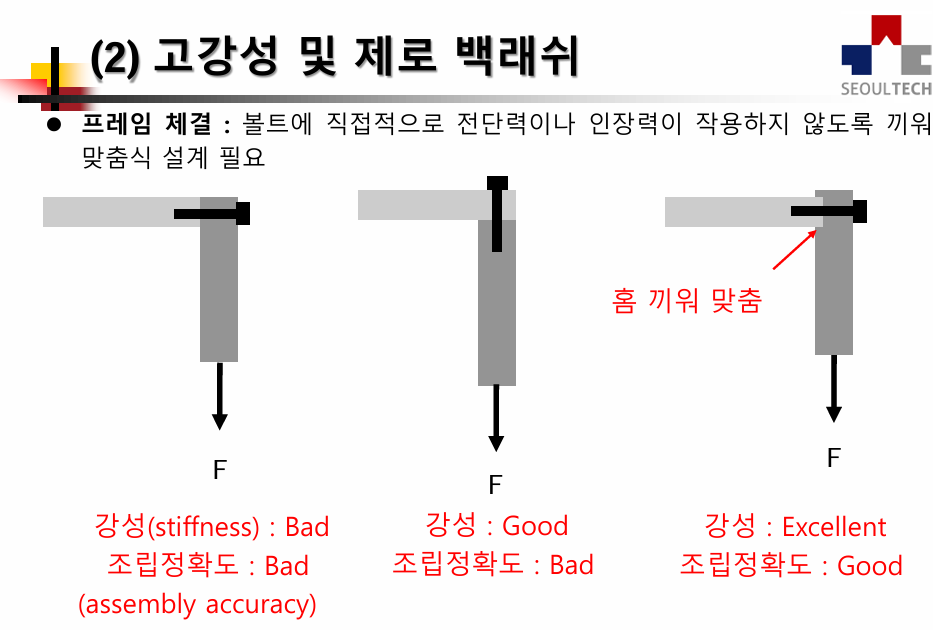 (2) 고강성 및 제로 백래쉬
SEOULTECH
● 프레임 체결 : 볼트에 직접적으로 전단력이나 인장력이 작용하지 않도록 끼워
맞춤식 설계 필요
홈 끼워 맞춤
F
F
F
강성(stiffness) : Bad
조립정확도 : Bad
(assembly accuracy)
강성 : Good
조립정확도 : Bad
강성 : Excellent
조립정확도 : Good